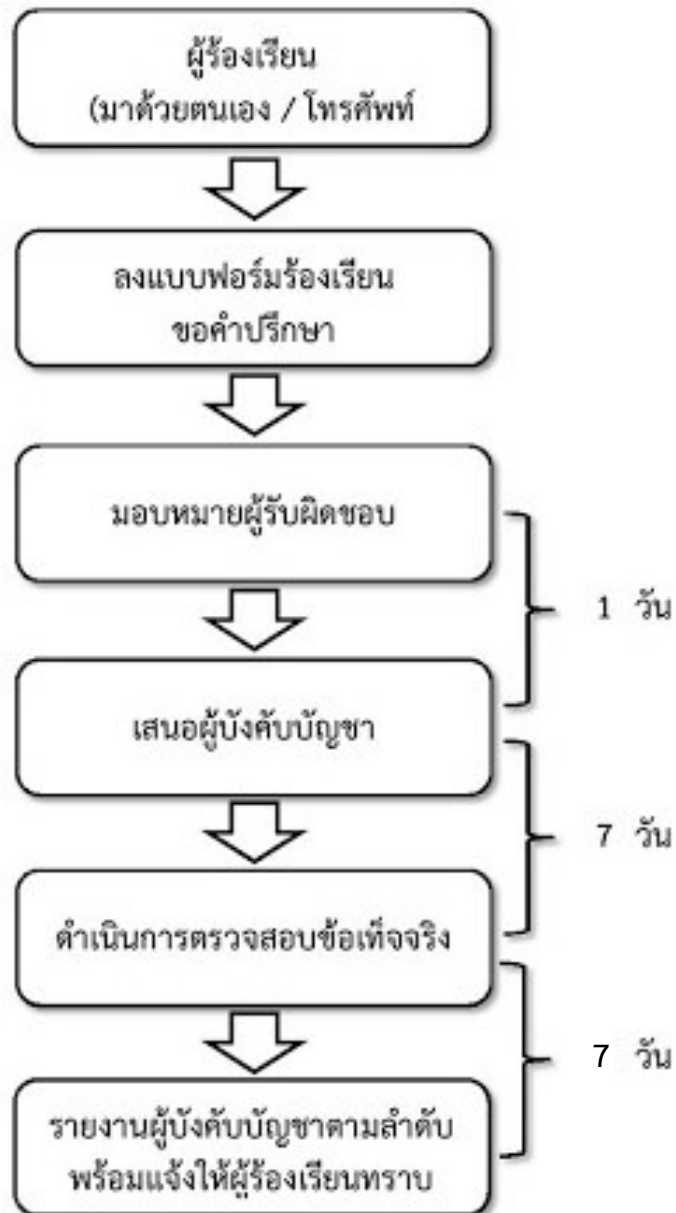 ผู้ร้องเรียน
(มาด้วยตนเอง / โทรศัพท์
ลงแบบฟอร์มร้องเรียน
ขอคำปรึกษา
มอบหมายผู้รับผิดชอบ
1 วัน
เสนอผู้บังคับบัญชา
7 วัน
ดำเนินการตรวจสอบข้อเท็จจริง
7 วัน
รายงานผู้บังคับบัญชาตามลำดับ
พร้อมแจ้งให้ผู้ร้องเรียนทราบ